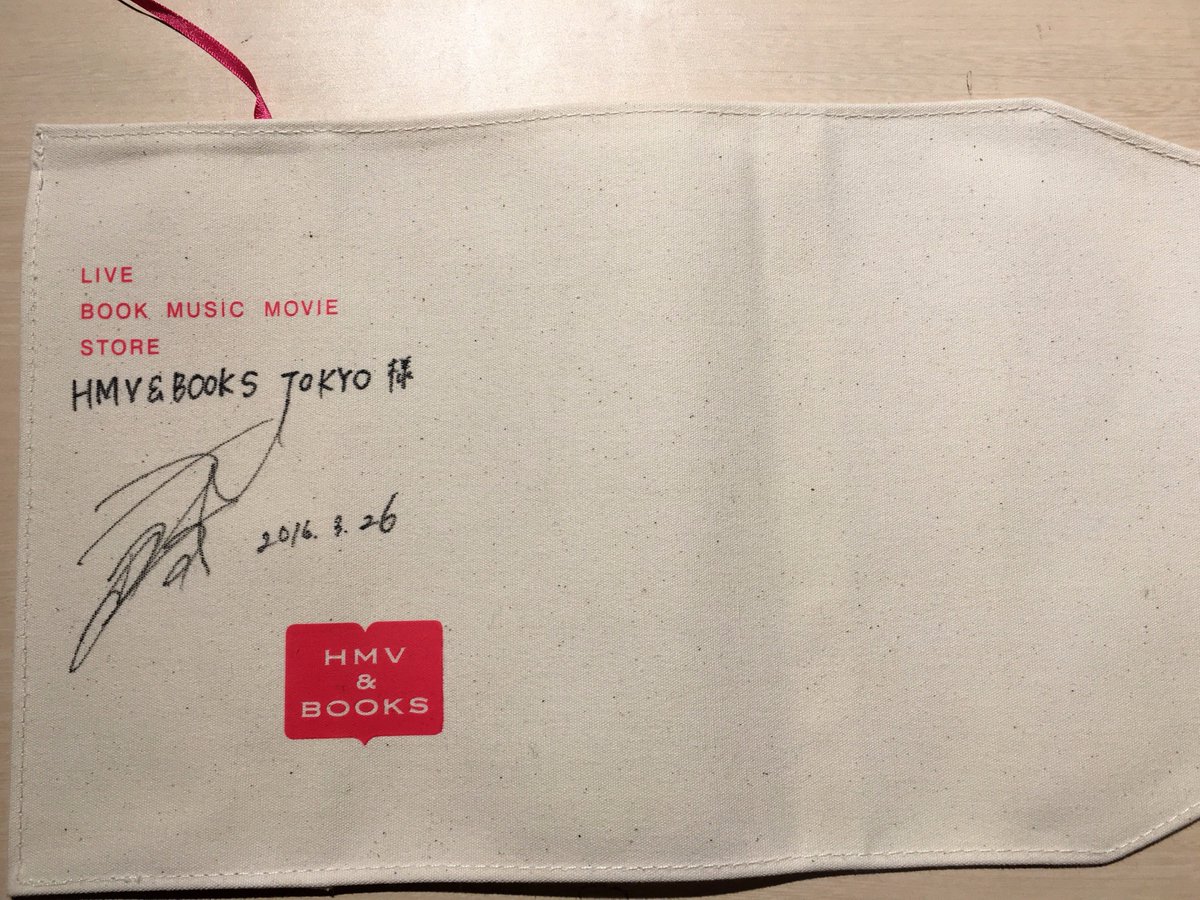 LIVE
BOOK MUSIC MOVIE
STORE
HMV&BOOKS TOKYO 様
2016. 3. 26
HMV
&
BOOKS